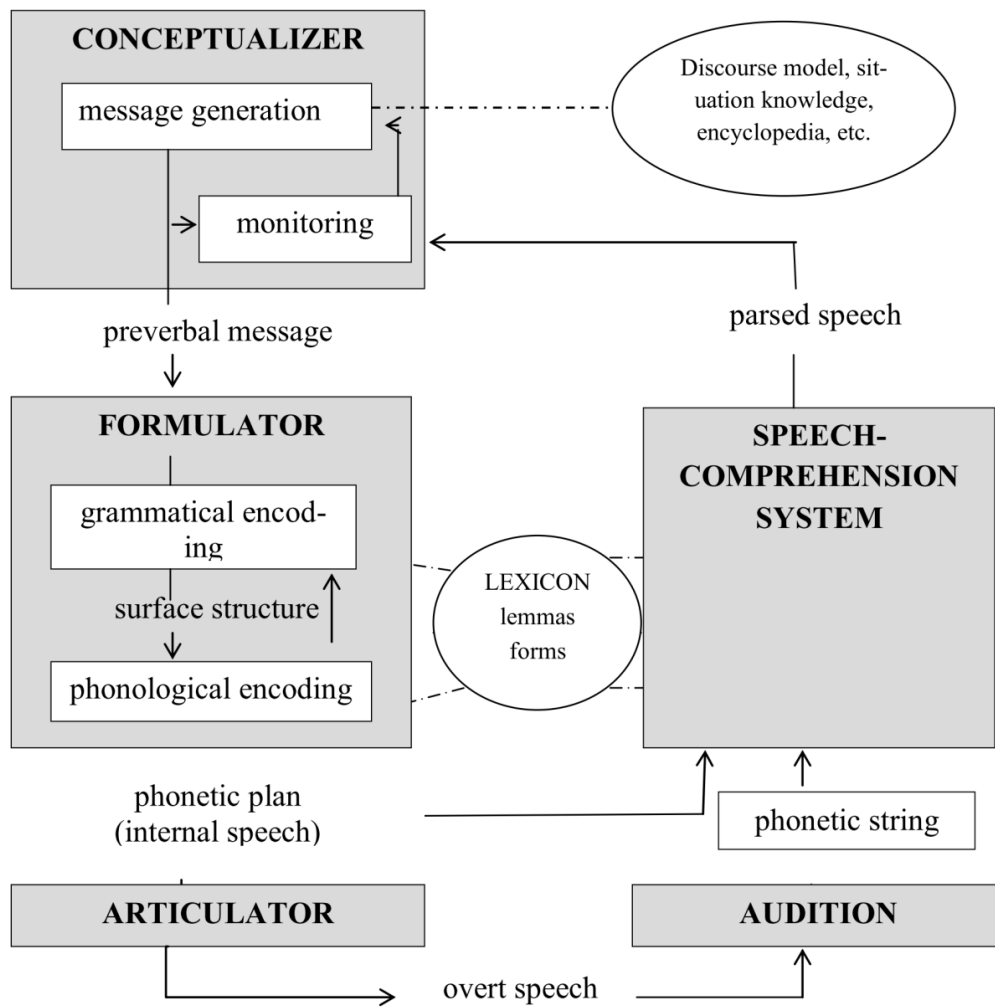 CONCEPTUALIZER
message generation
monitoring
Discourse model, sit-
uation knowledge,
encyclopedia, etc.
preverbal message
parsed speech
FORMULATOR
grammatical encod-
ing
surface structure
phonological encoding
LEXICON
lemmas
forms
SPEECH-
COMPREHENSION
SYSTEM
phonetic plan
(internal speech)
phonetic string
ARTICULATOR
AUDITION
overt speech